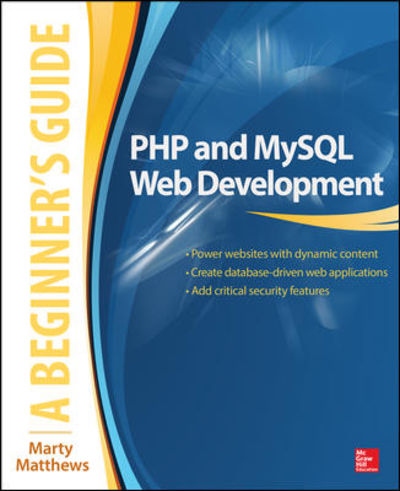 A BEGINNER'S GUIDE
PHP and MySQL
Web Development
• Power websites with dynamic content
• Create database-driven web applications
• Add critical security features
Marty
Matthews
Mc
Graw
Hill
Education